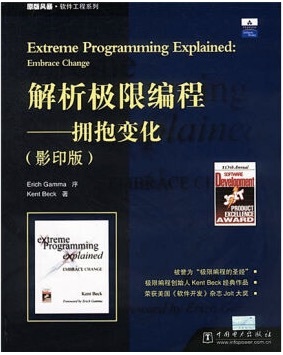 原版风暴·软件工程系列
Extreme Programming Explained:
Embrace Change
解析极限编程
——拥抱变化
(影印版)
Erich Gamma 序
Kent Beck 著
SOFTWARE
Development
PRODUCT
EXCELLENCE
AWARD
extreme
Programming
explained
EMBRACE CHANGE
Kent Beck
Foreword by Erich Gamma
被誉为“极限编程的圣经”
极限编程创始人 Kent Beck 经典作品
荣获美国《软件开发》杂志 Jolt 大奖
中国电力出版社